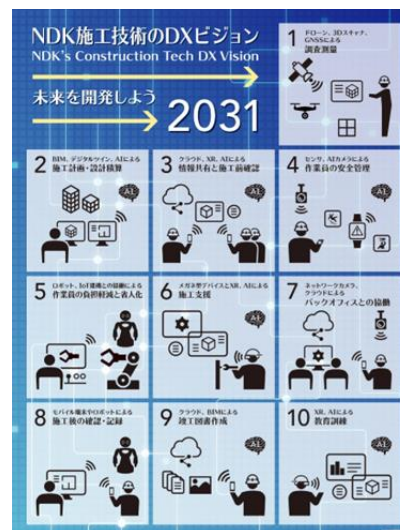 NDK施工技術のDXビジョン
NDK's Construction Tech DX Vision
未来を開発しよう
2031
1
ドローン、3Dスキャナ、
GNSSによる
調査測量
2
BIM、デジタルツイン、AIによる
施工計画・設計積算
AI
3
クラウド、XR、AIによる
情報共有と施工前確認
AI
4
センサ、AIカメラによる
作業員の安全管理
AI
5
ロボット、IoT建機との協働による
作業員の負担軽減と省人化
6
メガネ型デバイスとXR、AIによる
施工支援
AI
7
ネットワークカメラ、
クラウドによる
バックオフィスとの協働
8
モバイル端末やロボットによる
施工後の確認・記録
9
クラウド、BIMによる
竣工図書作成
AI
10
XR、AIによる
教育訓練
AI